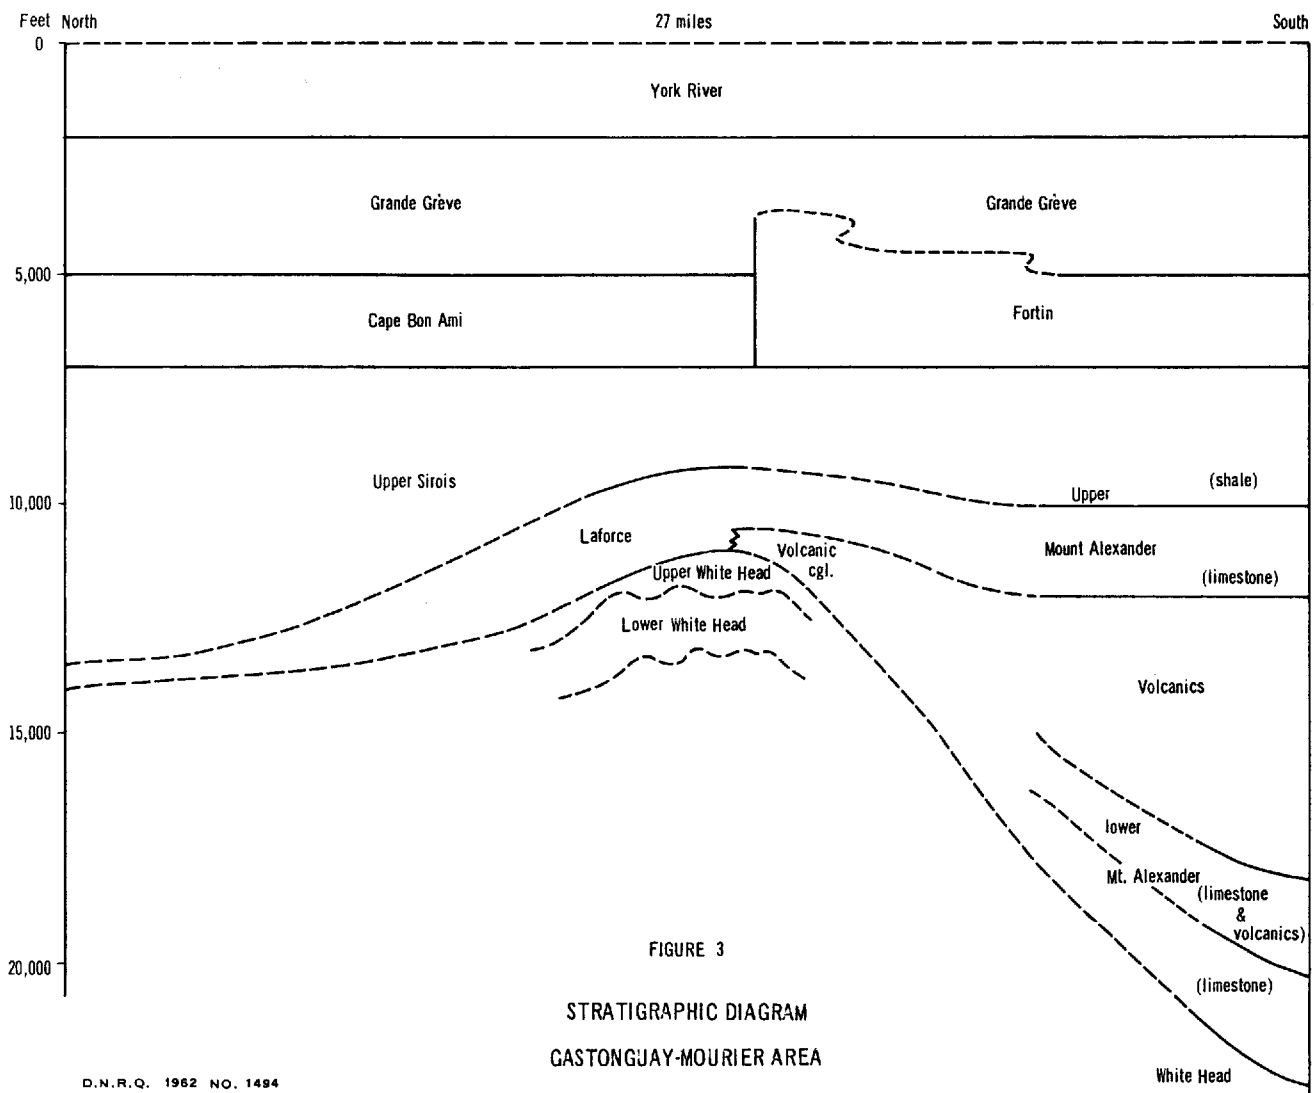 Feet North 27 miles South
0
York River
Grande Grève Grande Grève
5,000
Cape Bon Ami Fortin
Upper Sirois (shale)
10,000 Upper
Laforce Volcanic cgl. Mount Alexander
Upper White Head (limestone)
Lower White Head
Volcanics
15,000
lower
Mt. Alexander
(limestone
&
volcanics)
20,000
(limestone)
White Head
FIGURE 3
STRATIGRAPHIC DIAGRAM
GASTONGUAY-MOURIER AREA
D.N.R.Q. 1962 NO. 1494